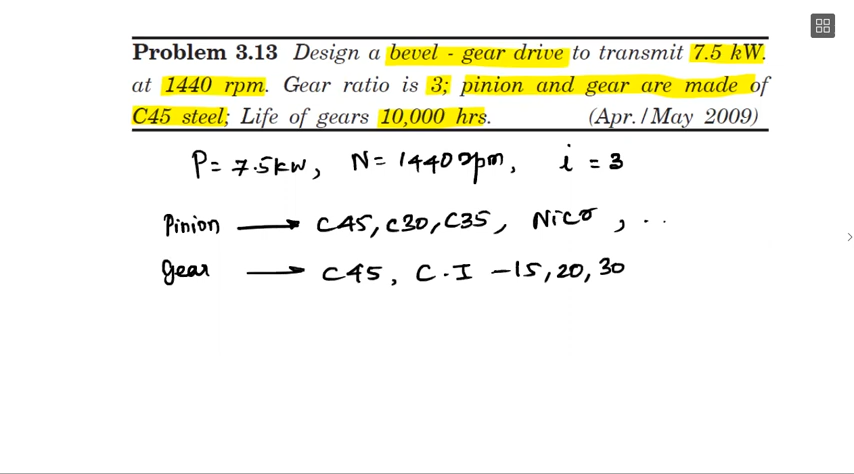 Problem 3.13 Design a bevel - gear drive to transmit 7.5 kW.
at 1440 rpm. Gear ratio is 3; pinion and gear are made of
C45 steel; Life of gears 10,000 hrs. (Apr./May 2009)
P = 7.5kW, N = 1440 rpm, i = 3
Pinion → C45, C30, C35, NiCr, ..
Gear → C45, C.I - 15, 20, 30